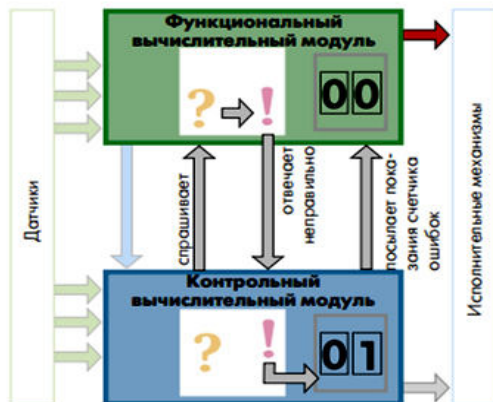 Функциональный
вычислительный модуль
? !
00
Датчики
спрашивает
отвечает
неправильно
посылает пока-
зания счетчика
ошибок
Исполнительные механизмы
Контрольный
вычислительный модуль
? !
01